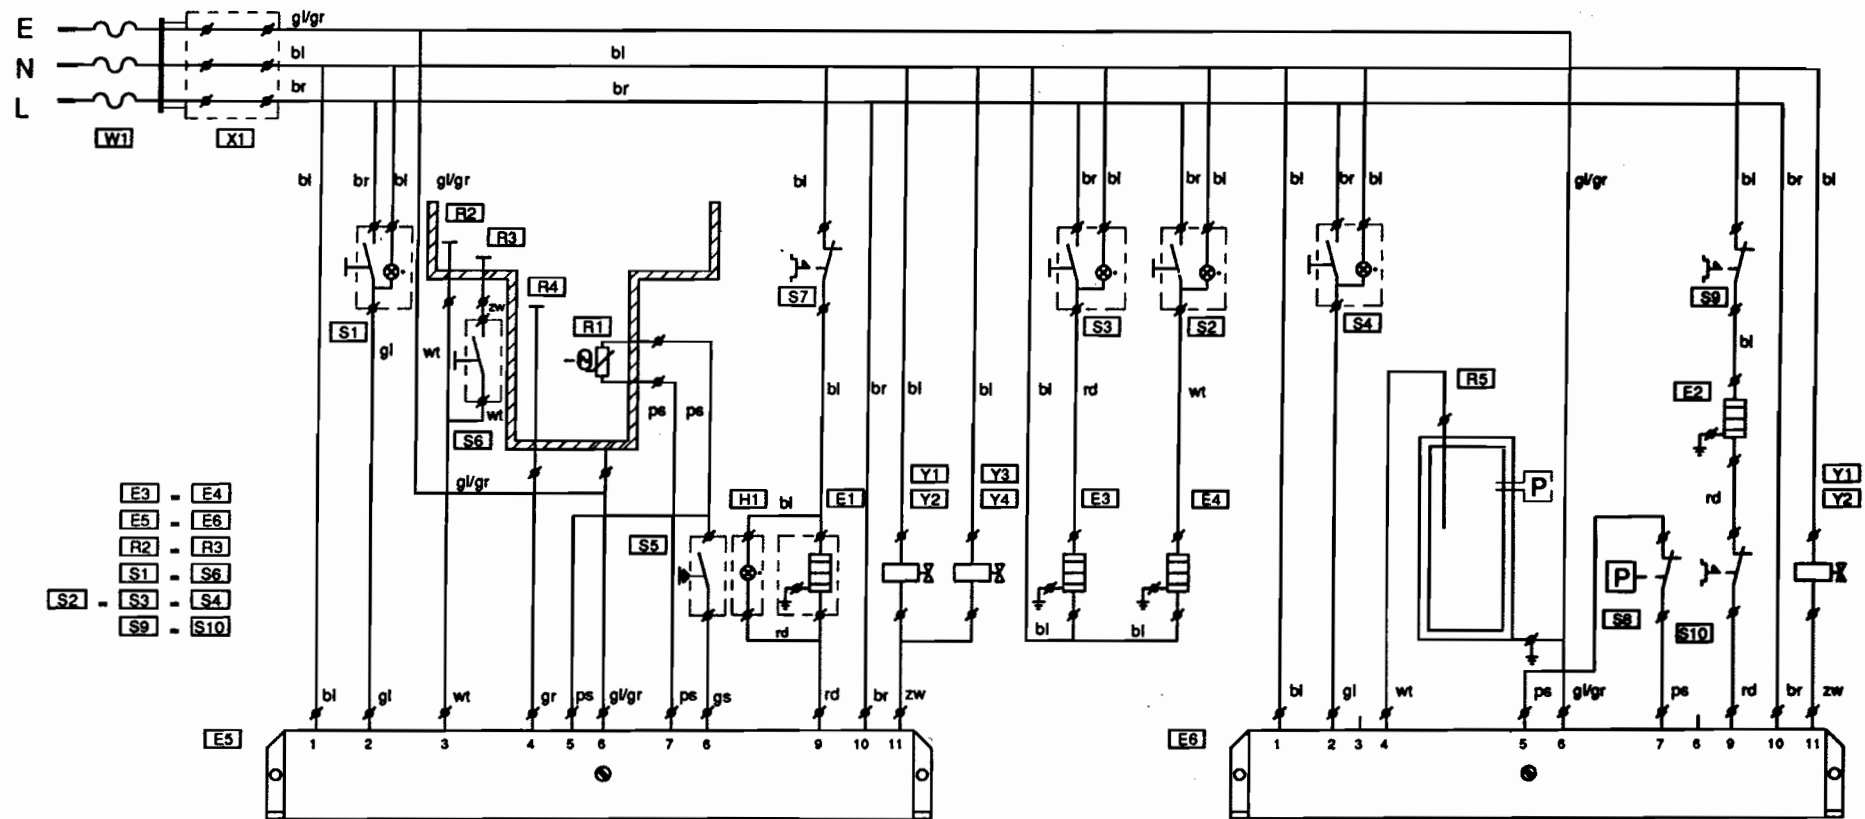 E
gl/gr
N
bl
bl
L
br
br
W1
X1
bl
br
bl
gl/gr
bl
br
bl
br
bl
bl
br
bl
gl/gr
bl
br
bl
R2
R3
R4
S7
S9
S1
R1
S3
S2
S4
zw
gl
wt
bl
wt
S6
ps
ps
bl
br
bl
bl
bl
rd
wt
R5
E2
gl/gr
Y1
Y3
P
Y1
E3 - E4
H1
bl
E1
Y2
Y4
E3
E4
rd
Y2
E5 - E6
R2 - R3
S5
S1 - S6
P
S2 - S3 - S4
S8
S9 - S10
rd
bl
bl
S10
bl
gl
wt
gr
ps
gl/gr
ps
gs
rd
br
zw
bl
gl
wt
ps
gl/gr
ps
rd
br
zw
E5
1 2 3 4 5 6 7 6 9 10 11
E6
1 2 3 4 5 6 7 6 9 10 11